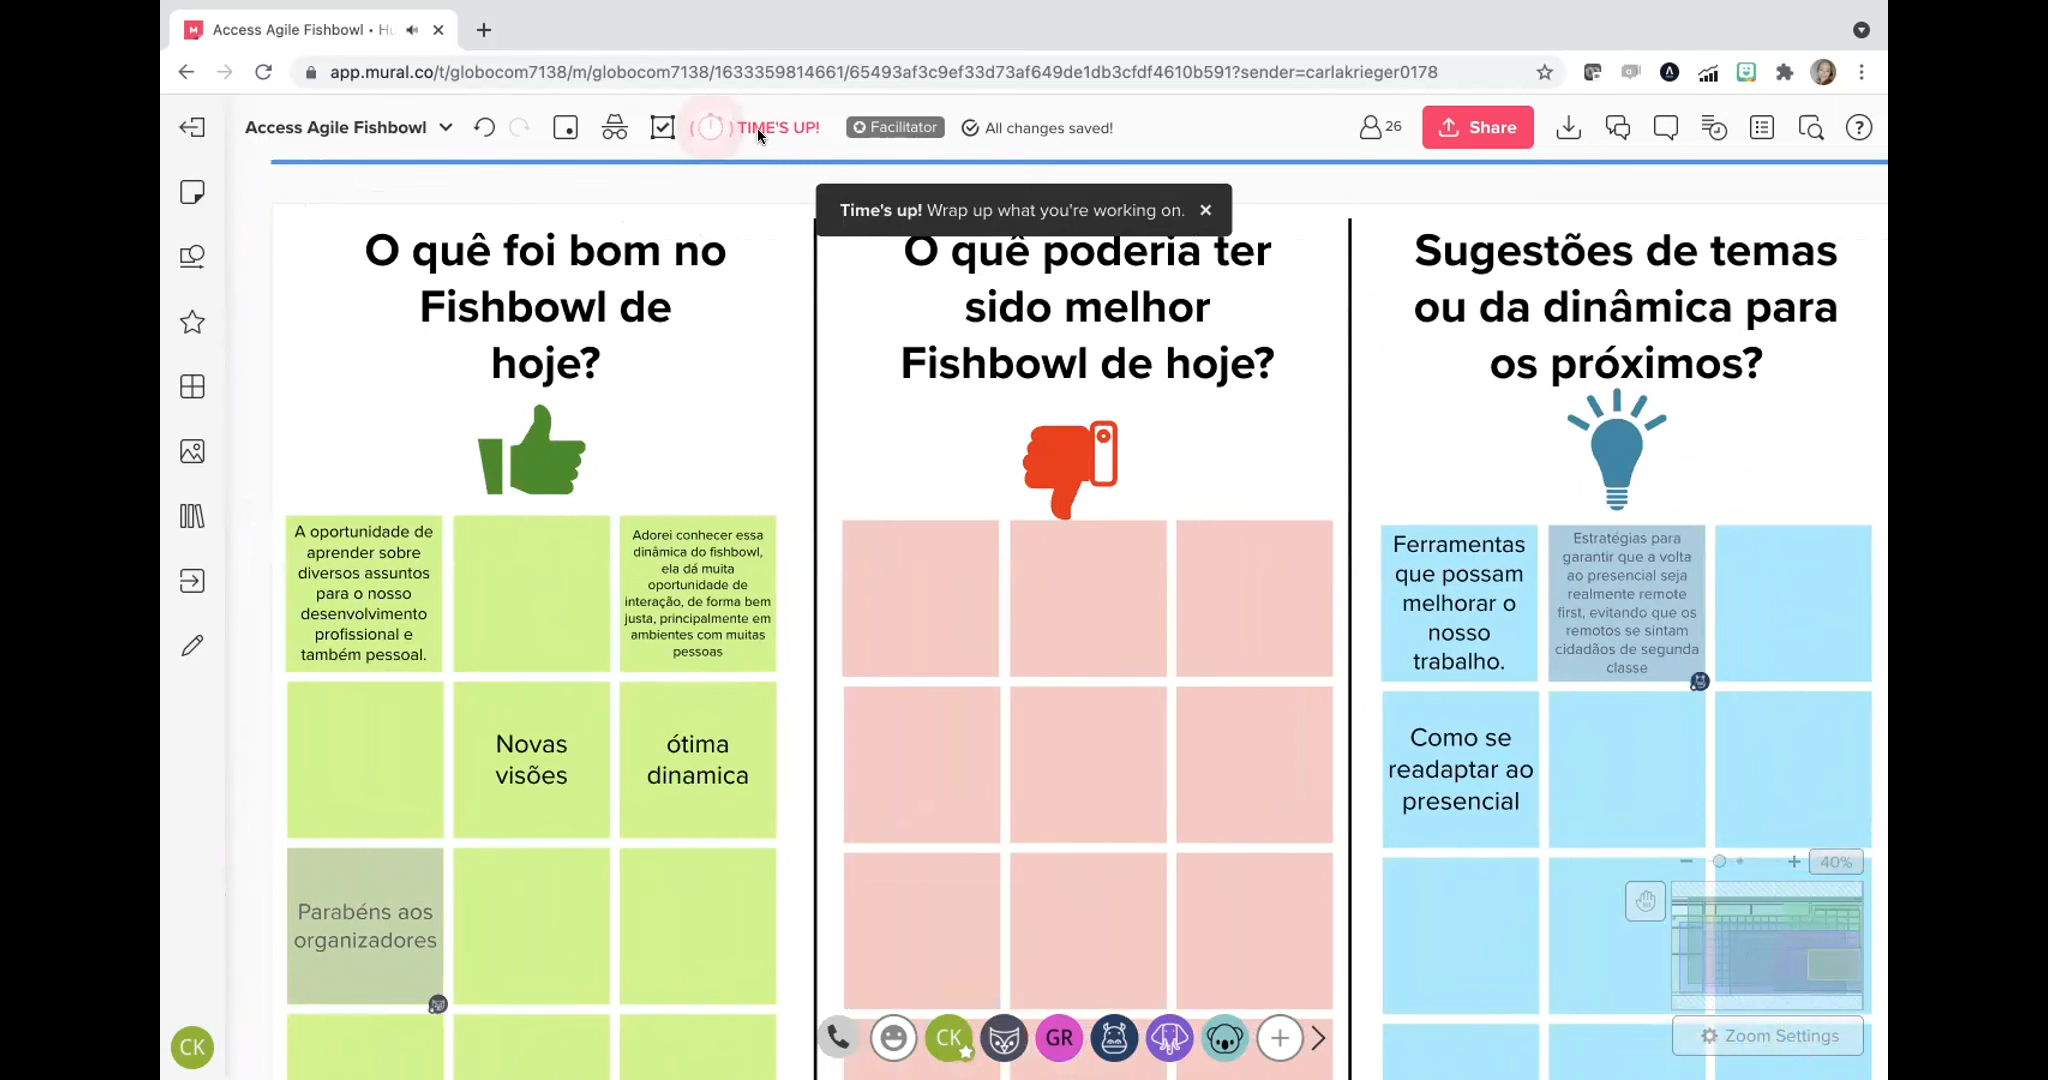 Access Agile Fishbowl •
app.mural.co/t/globocom7138/m/globocom7138/1633359814661/65493af3c9ef33d73af649de1db3cfdf4610b591?sender=carlakrieger0178
Access Agile Fishbowl
TIME'S UP!
Facilitator
All changes saved!
26
Share
Time's up! Wrap up what you're working on.
O quê foi bom no
Fishbowl de
hoje?
O quê poderia ter
sido melhor
Fishbowl de hoje?
Sugestões de temas
ou da dinâmica para
os próximos?
A oportunidade de
aprender sobre
diversos assuntos
para o nosso
desenvolvimento
profissional e
também pessoal.
Adorei conhecer essa
dinâmica do fishbowl,
ela dá muita
oportunidade de
interação, de forma bem
justa, principalmente em
ambientes com muitas
pessoas
Novas
visões
ótima
dinamica
Parabéns aos
organizadores
Ferramentas
que possam
melhorar o
nosso
trabalho.
Estratégias para
garantir que a volta
ao presencial seja
realmente remote
first, evitando que os
remotos se sintam
cidadãos de segunda
classe
Como se
readaptar ao
presencial
40%
Zoom Settings
CK
CK
GR